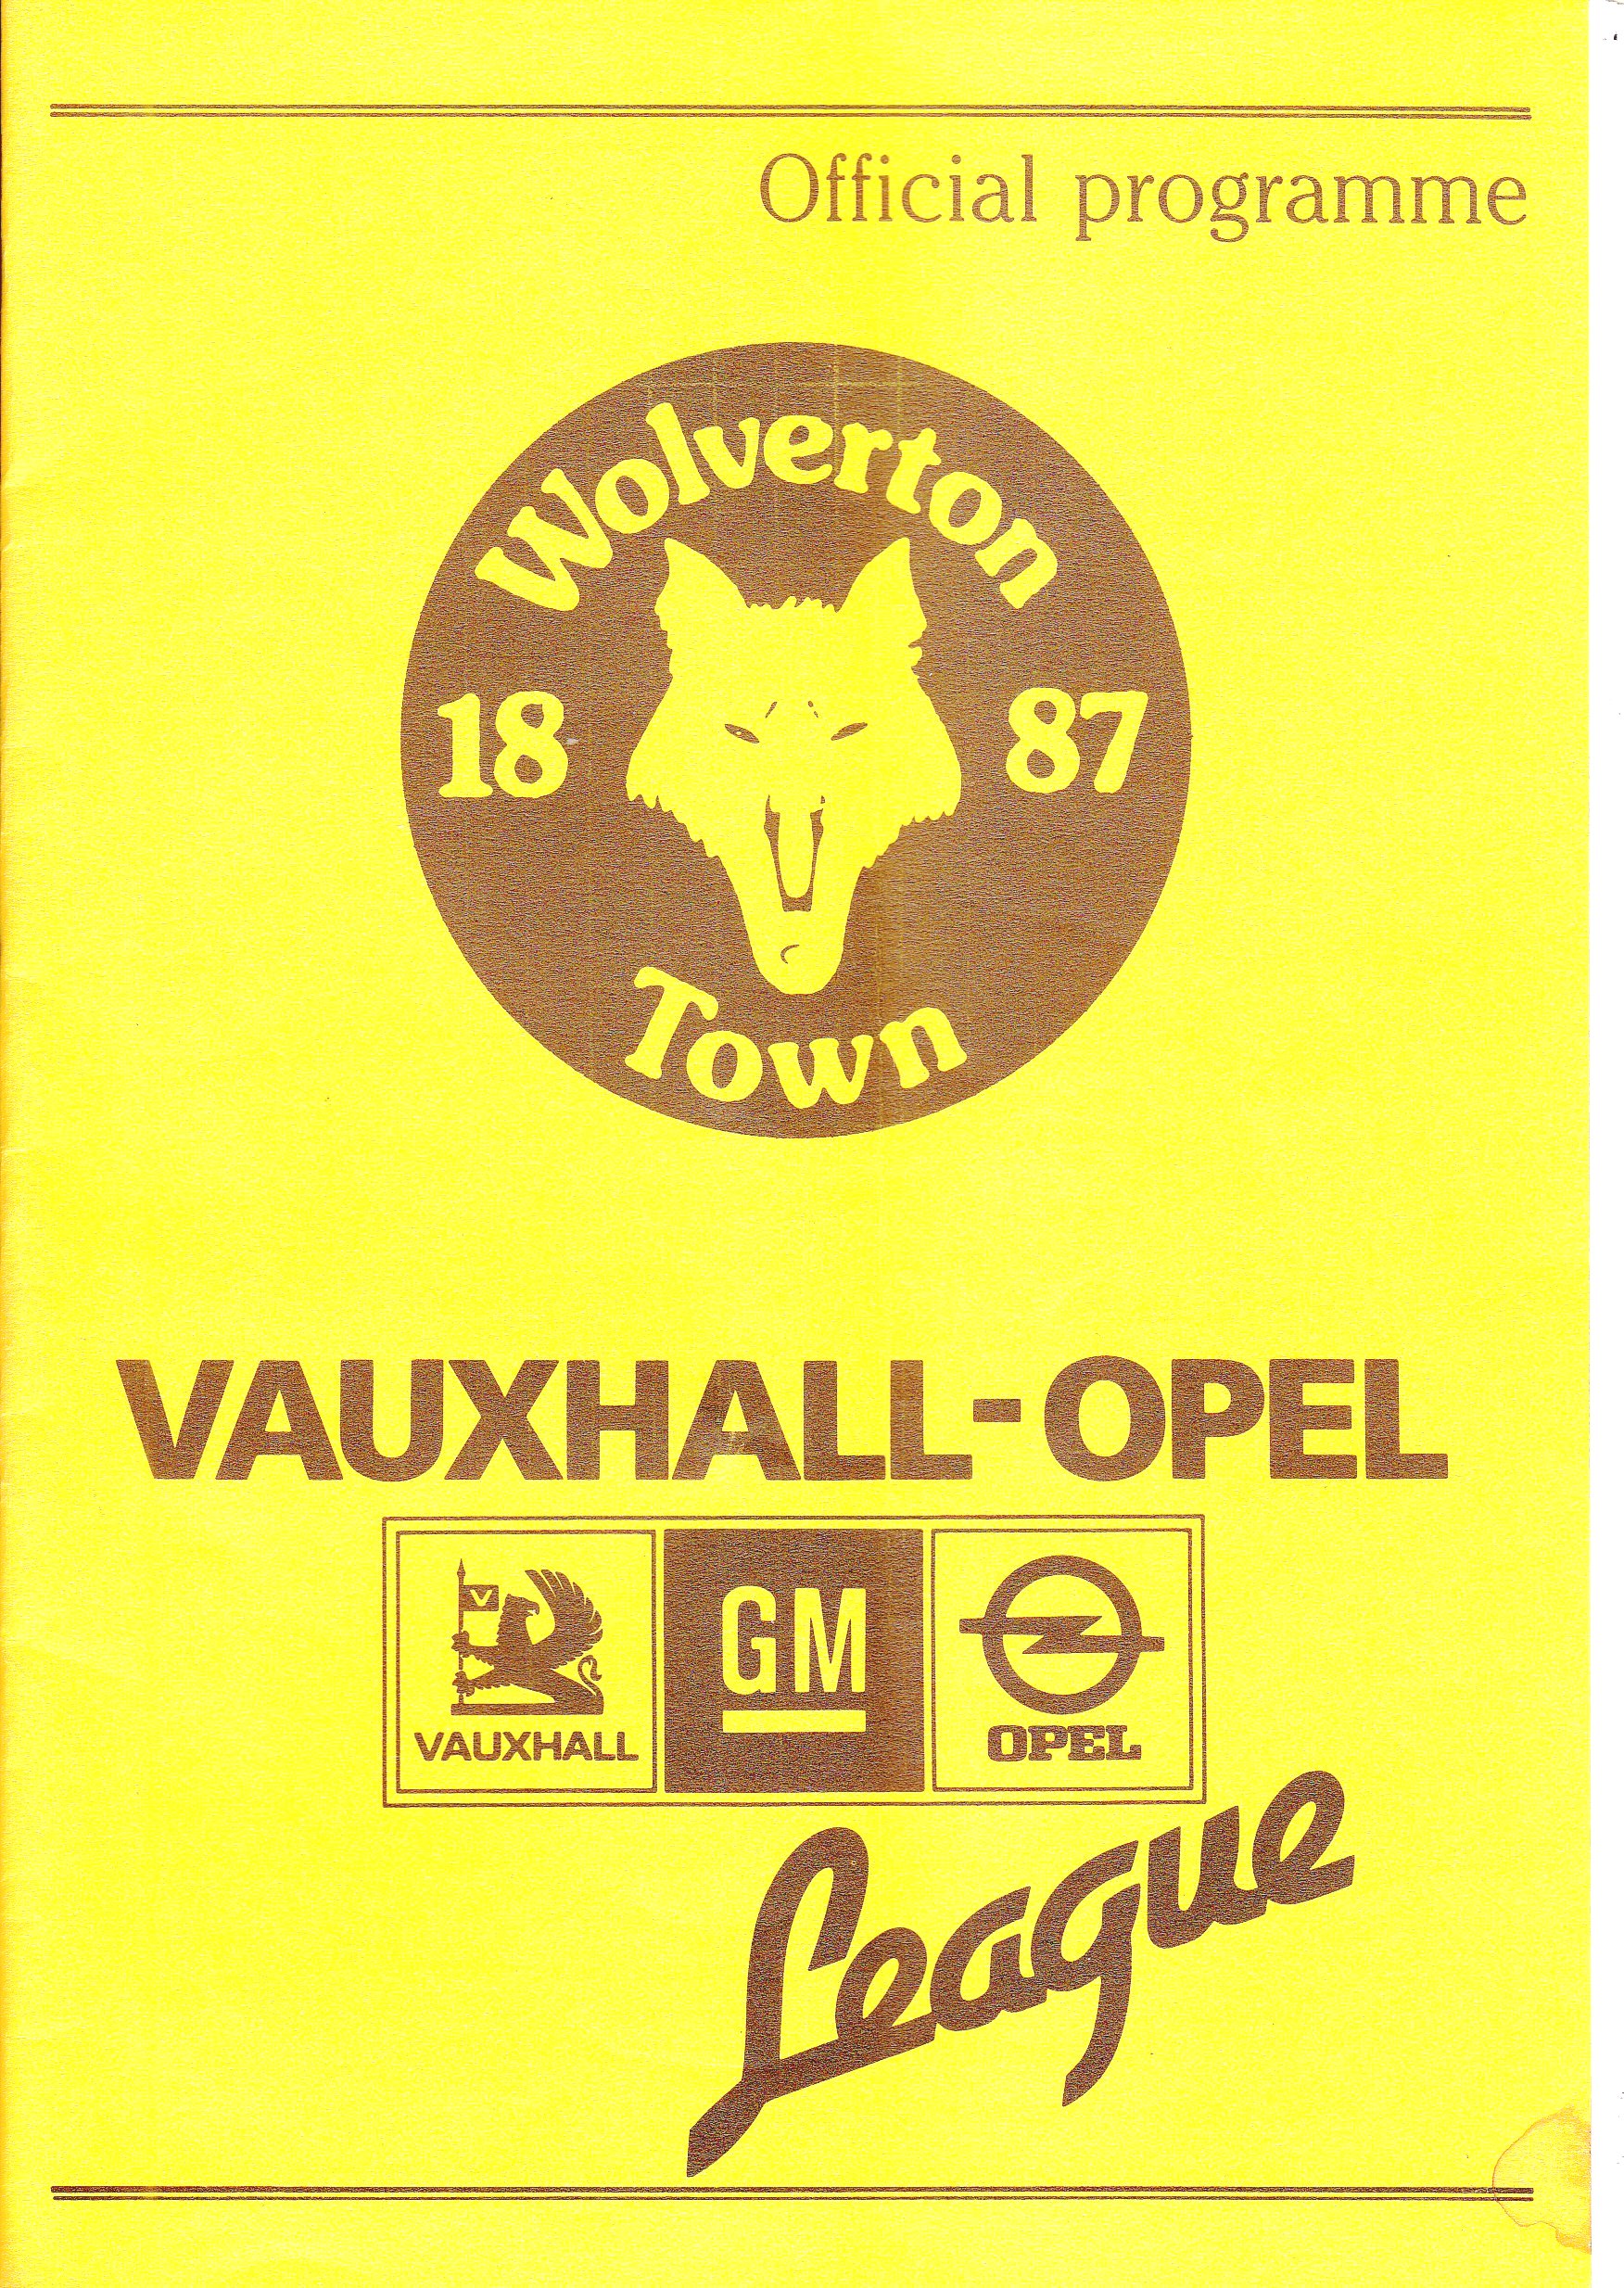 Official programme
Wolverton
18 87
Town
VAUXHALL-OPEL
V
GM
VAUXHALL
OPEL
League